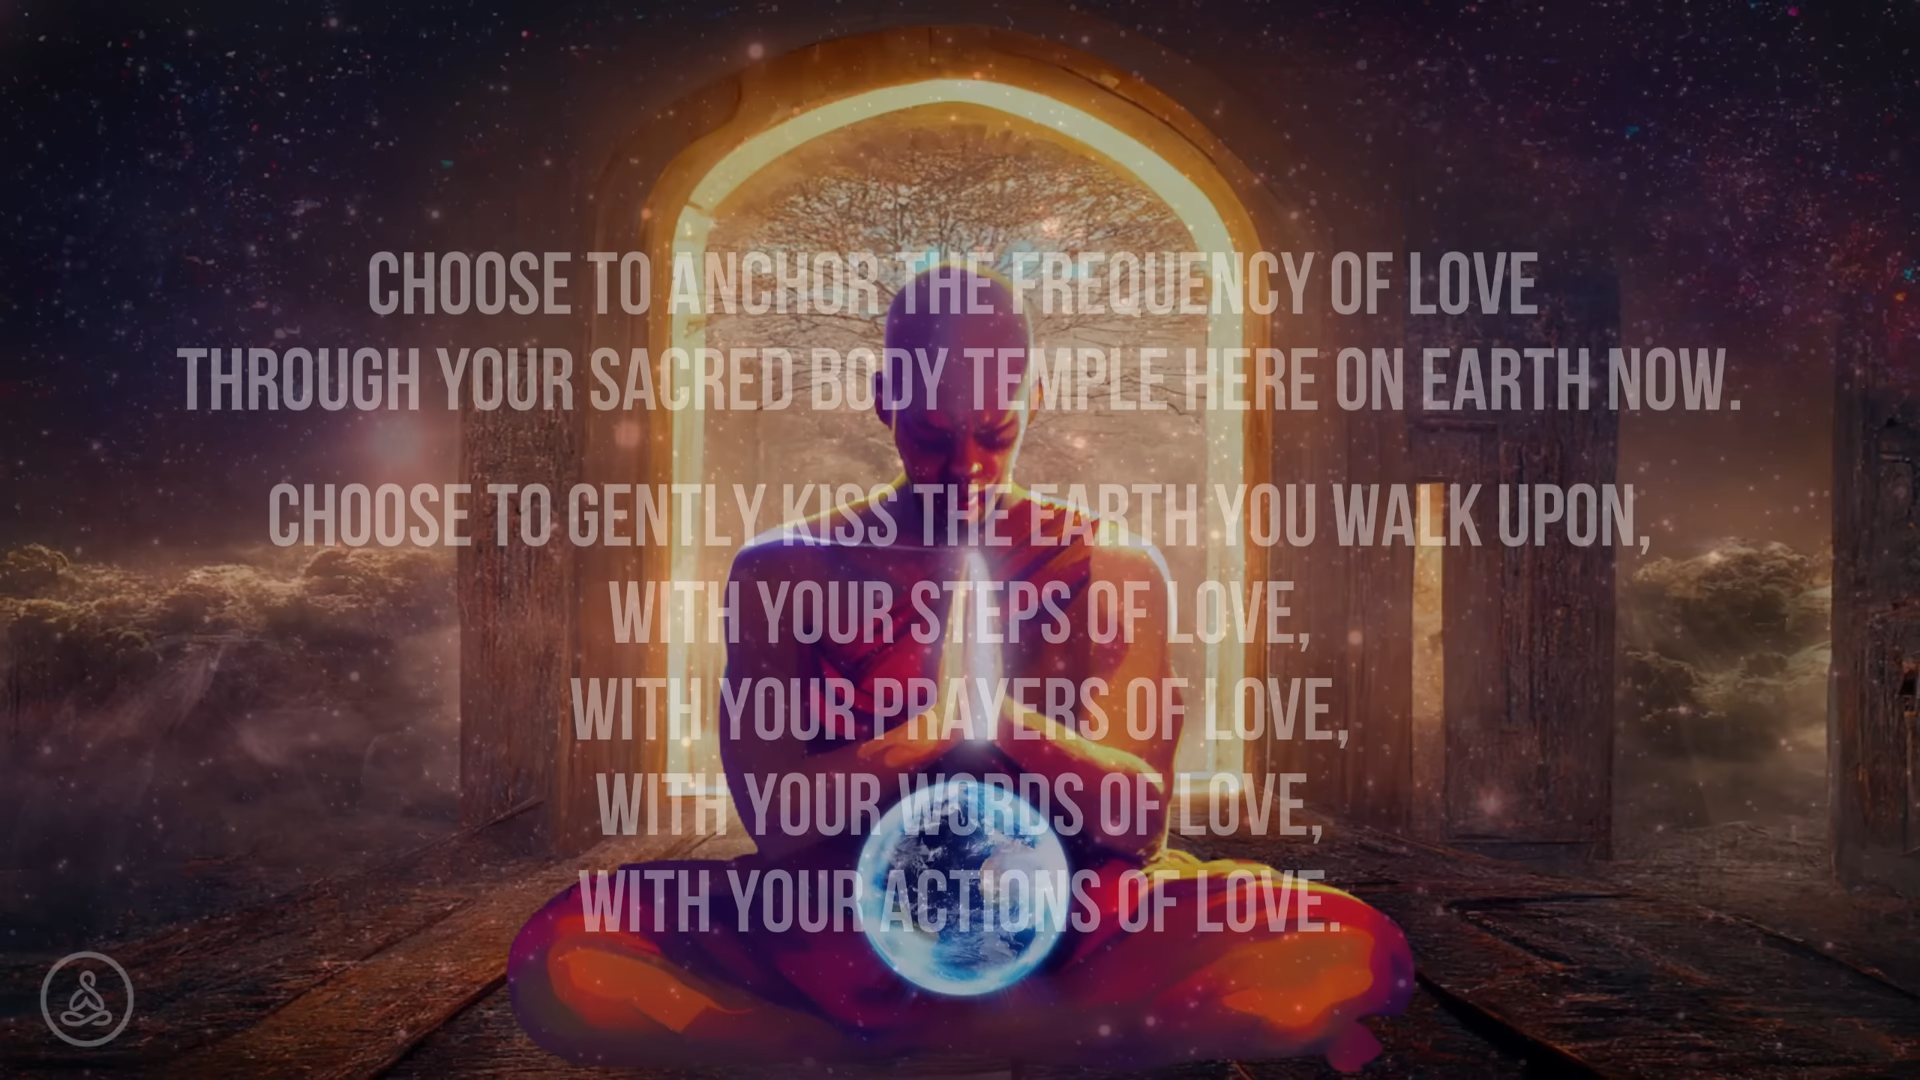 CHOOSE TO ANCHOR THE FREQUENCY OF LOVE
THROUGH YOUR SACRED BODY TEMPLE HERE ON EARTH NOW.
CHOOSE TO GENTLY KISS THE EARTH YOU WALK UPON,
WITH YOUR STEPS OF LOVE,
WITH YOUR PRAYERS OF LOVE,
WITH YOUR WORDS OF LOVE,
WITH YOUR ACTIONS OF LOVE.